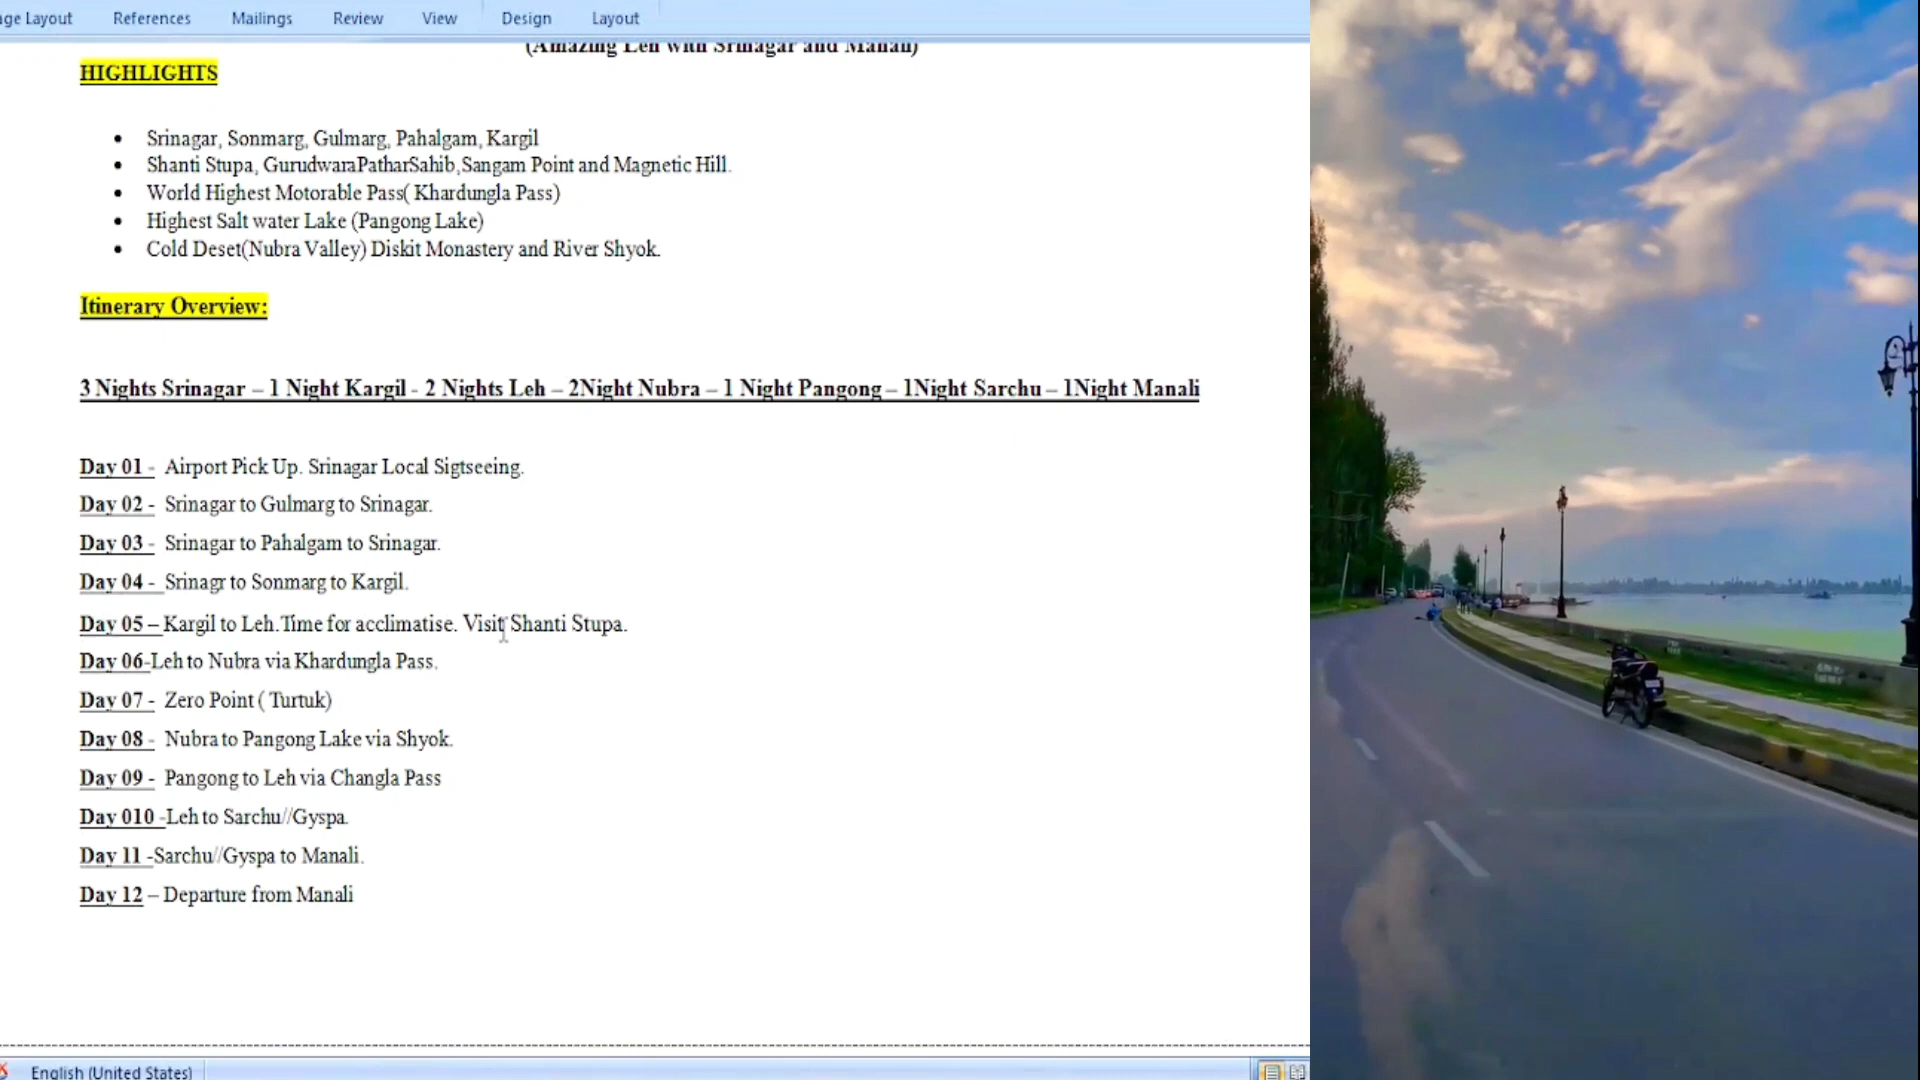 ge Layout References Mailings Review View Design Layout
(Amazing Leh with Srinagar and Manali)
HIGHLIGHTS
• Srinagar, Sonmarg, Gulmarg, Pahalgam, Kargil
• Shanti Stupa, GurudwaraPatharSahib,Sangam Point and Magnetic Hill.
• World Highest Motorable Pass( Khardungla Pass)
• Highest Salt water Lake (Pangong Lake)
• Cold Deset(Nubra Valley) Diskit Monastery and River Shyok.
Itinerary Overview:
3 Nights Srinagar – 1 Night Kargil - 2 Nights Leh – 2Night Nubra – 1 Night Pangong – 1Night Sarchu – 1Night Manali
Day 01 - Airport Pick Up. Srinagar Local Sigtseeing.
Day 02 - Srinagar to Gulmarg to Srinagar.
Day 03 - Srinagar to Pahalgam to Srinagar.
Day 04 - Srinagr to Sonmarg to Kargil.
Day 05 – Kargil to Leh.Time for acclimatise. Visit Shanti Stupa.
Day 06-Leh to Nubra via Khardungla Pass.
Day 07 - Zero Point ( Turtuk)
Day 08 - Nubra to Pangong Lake via Shyok.
Day 09 - Pangong to Leh via Changla Pass
Day 010 -Leh to Sarchu//Gyspa.
Day 11 -Sarchu//Gyspa to Manali.
Day 12 – Departure from Manali
English (United States)